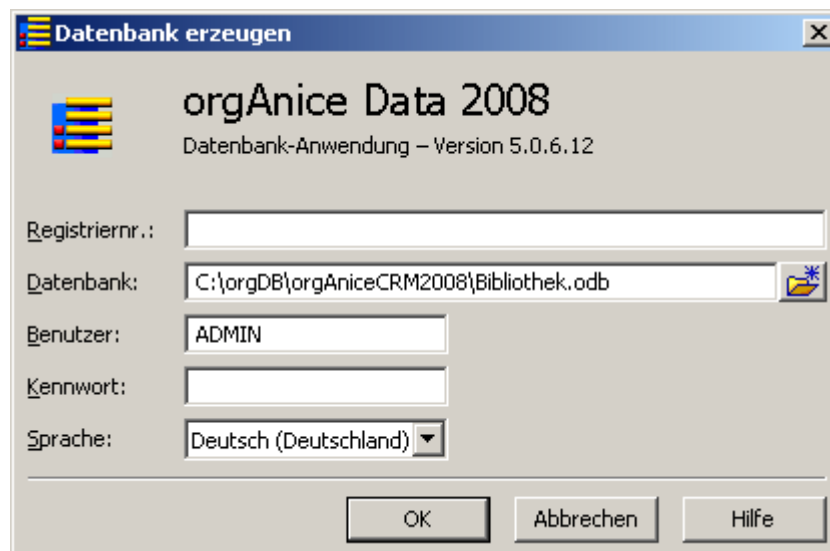 Datenbank erzeugen
orgAnice Data 2008
Datenbank-Anwendung – Version 5.0.6.12
Registriernr.:
Datenbank: C:\orgDB\orgAniceCRM2008\Bibliothek.odb
Benutzer: ADMIN
Kennwort:
Sprache: Deutsch (Deutschland)
OK Abbrechen Hilfe